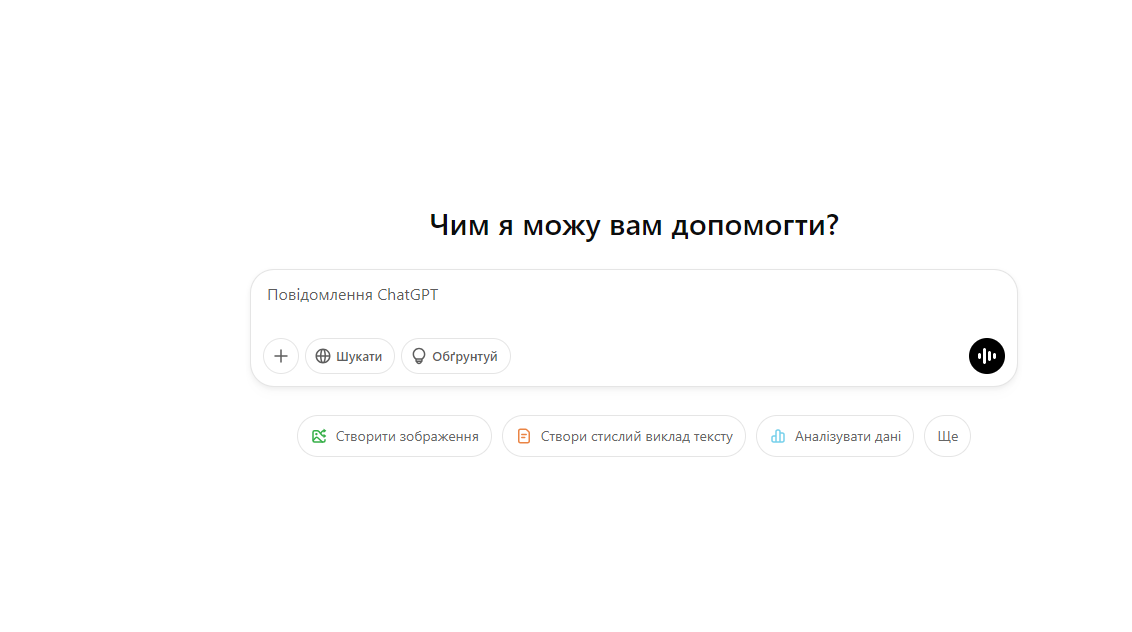 Чим я можу вам допомогти?
Повідомлення ChatGPT
Шукати Обґрунтуй
Створити зображення Створи стислий виклад тексту Аналізувати дані Ще